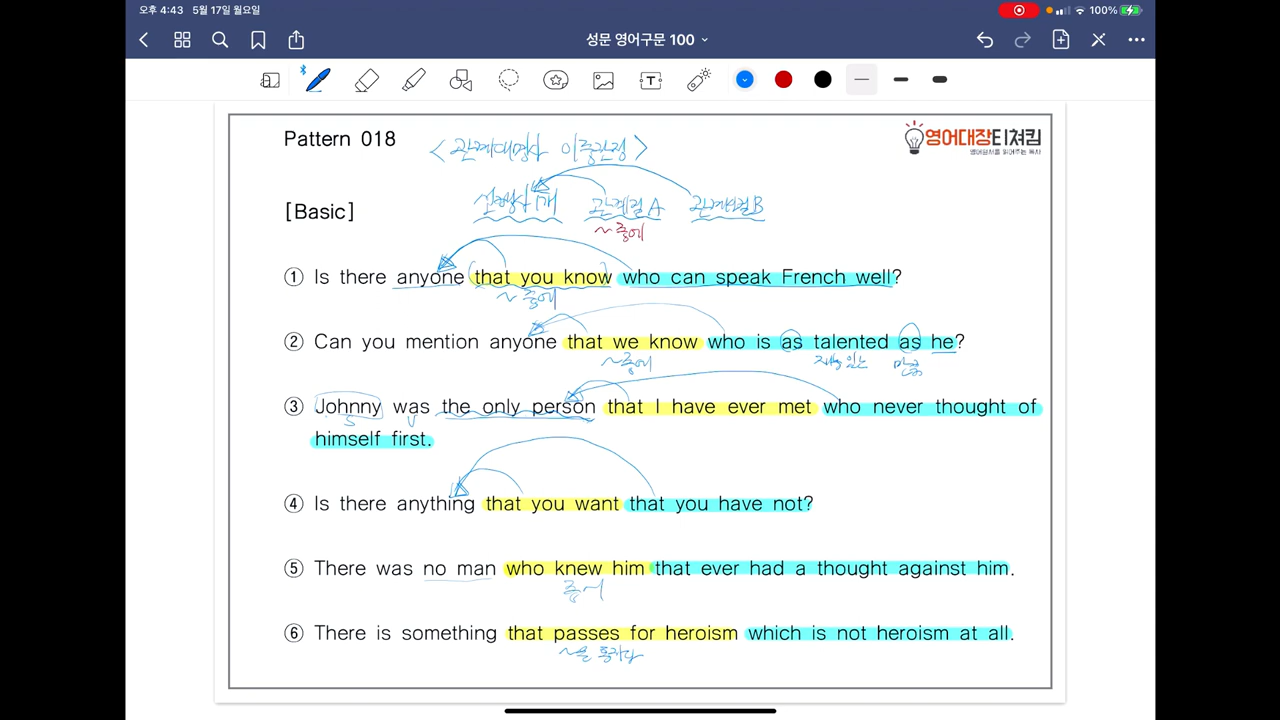 오후 4:43 5월 17일 월요일 100%
성문 영어구문 100
Pattern 018 <관계대명사 이중한정> 영어대장티쳐킴
[Basic] 선행사 1개 관계절 A 관계사절 B
~중에
① Is there anyone that you know who can speak French well?
~중에
② Can you mention anyone that we know who is as talented as he?
~중에 재능 있는 만큼
③ Johnny was the only person that I have ever met who never thought of
S V
himself first.
④ Is there anything that you want that you have not?
⑤ There was no man who knew him that ever had a thought against him.
중에
⑥ There is something that passes for heroism which is not heroism at all.
~로 통하다